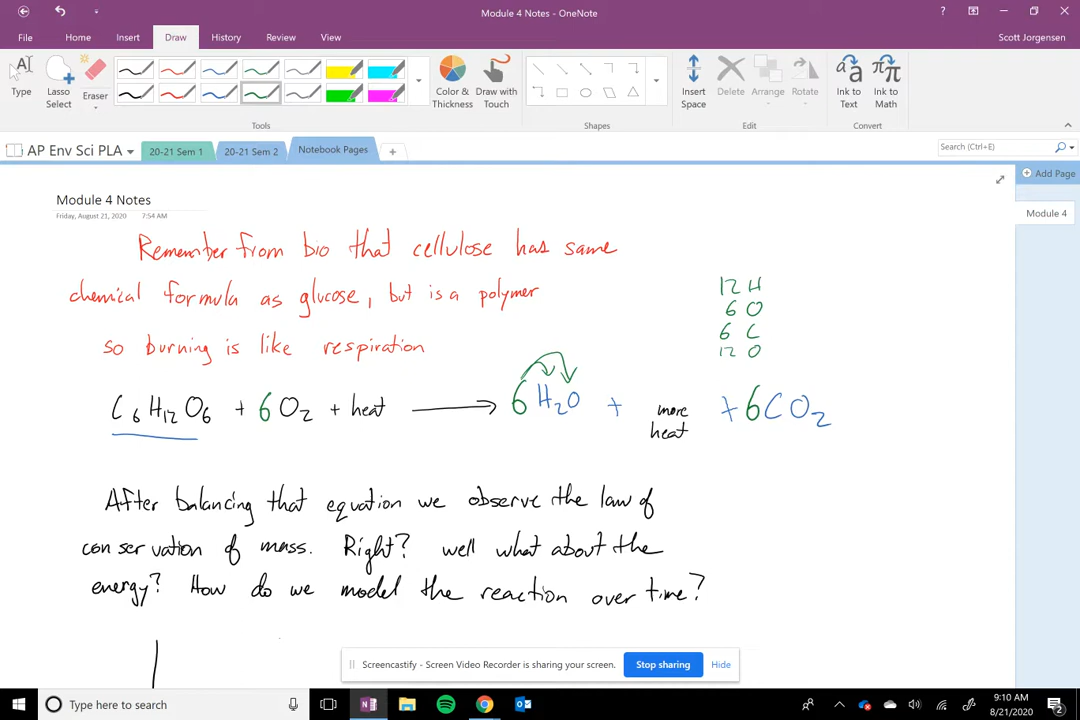 Module 4 Notes - OneNote
File Home Insert Draw History Review View
Scott Jorgensen
Type
Lasso Select
Eraser
Color & Thickness
Draw with Touch
Insert Space
Delete
Arrange
Rotate
Ink to Text
Ink to Math
Tools
Shapes
Edit
Convert
AP Env Sci PLA
20-21 Sem 1
20-21 Sem 2
Notebook Pages
Search (Ctrl+E)
Add Page
Module 4
Module 4 Notes
Friday, August 21, 2020 7:54 AM
Remember from bio that cellulose has same
chemical formula as glucose, but is a polymer
so burning is like respiration
12 H
6 O
6 C
12 O
C6H12O6 + 6O2 + heat → 6H2O + more heat + 6CO2
After balancing that equation we observe the law of
conservation of mass. Right? well what about the
energy? How do we model the reaction over time?
Screencastify - Screen Video Recorder is sharing your screen.
Stop sharing
Hide
Type here to search
9:10 AM
8/21/2020
2